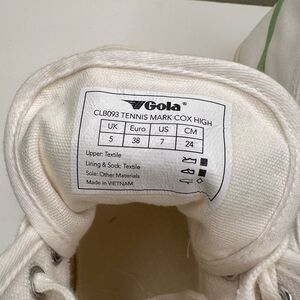 Gola
CLB093 TENNIS MARK COX HIGH
UK Euro US CM
5 38 7 24
Upper: Textile
Lining & Sock: Textile
Sole: Other Materials
Made in VIETNAM